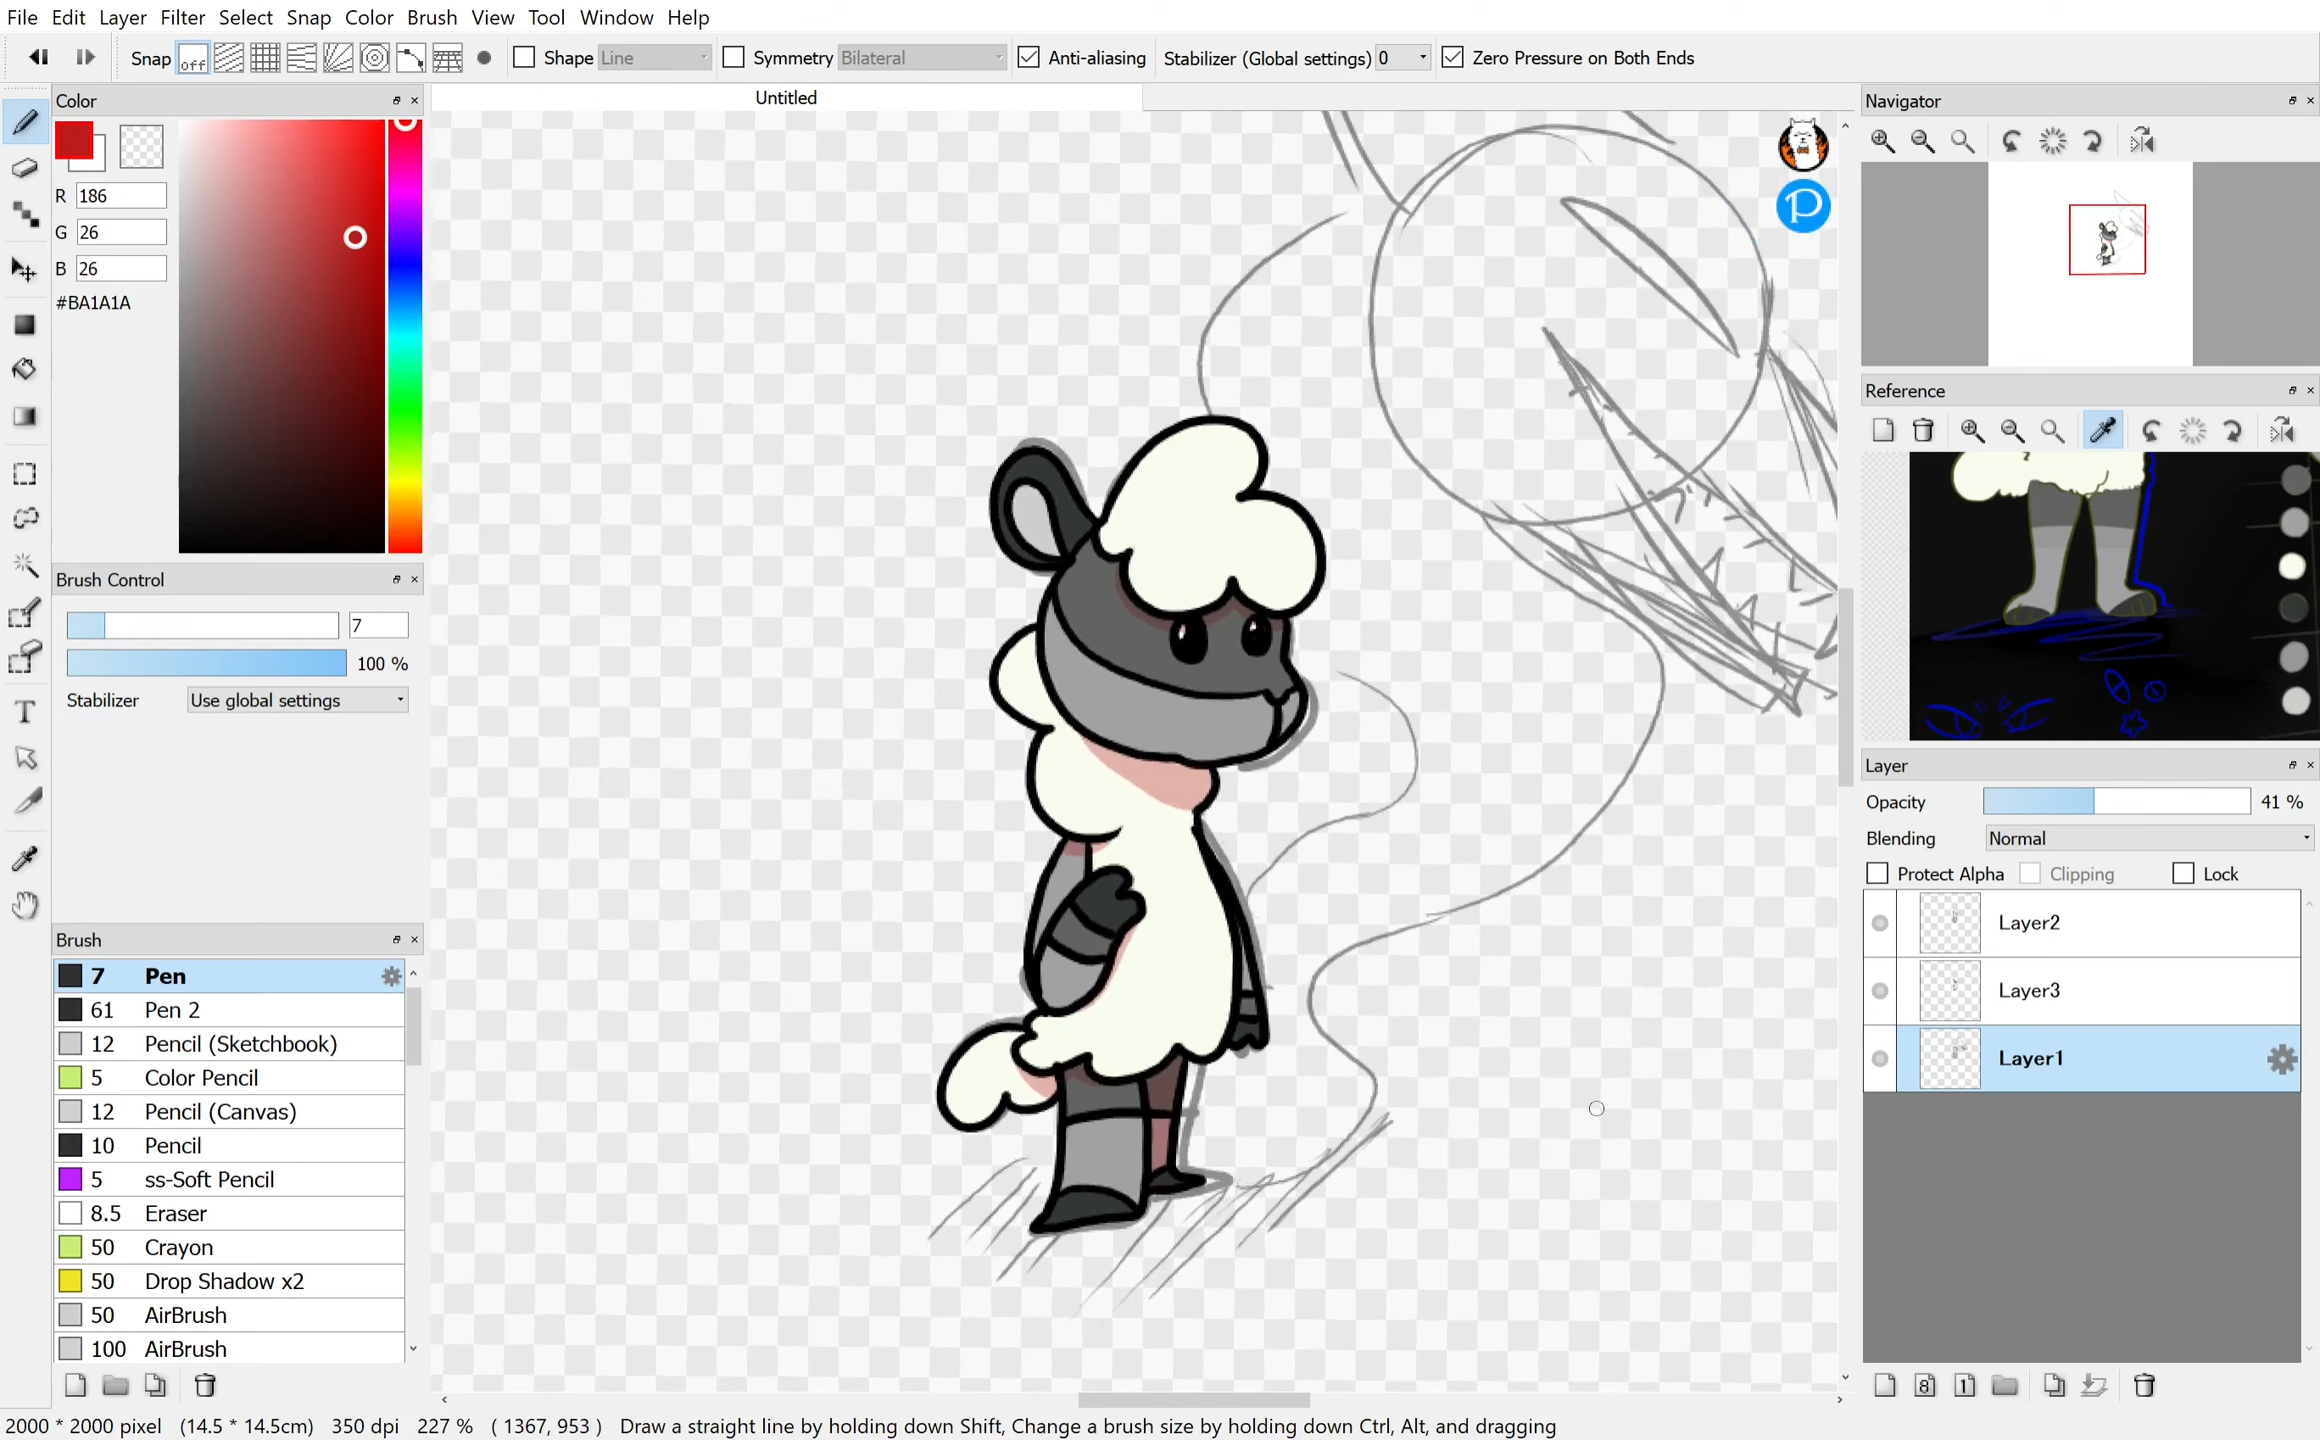 File Edit Layer Filter Select Snap Color Brush View Tool Window Help
Snap off Shape Line Symmetry Bilateral Anti-aliasing Stabilizer (Global settings) 0 Zero Pressure on Both Ends
Color
Untitled
Navigator
R 186
G 26
B 26
#BA1A1A
Reference
Brush Control
7
100 %
Stabilizer Use global settings
T
Layer
Opacity 41 %
Blending Normal
Protect Alpha Clipping Lock
Layer2
Layer3
Layer1
Brush
7 Pen
61 Pen 2
12 Pencil (Sketchbook)
5 Color Pencil
12 Pencil (Canvas)
10 Pencil
5 ss-Soft Pencil
8.5 Eraser
50 Crayon
50 Drop Shadow x2
50 AirBrush
100 AirBrush
8 1
2000 * 2000 pixel (14.5 * 14.5cm) 350 dpi 227 % ( 1367, 953 ) Draw a straight line by holding down Shift, Change a brush size by holding down Ctrl, Alt, and dragging